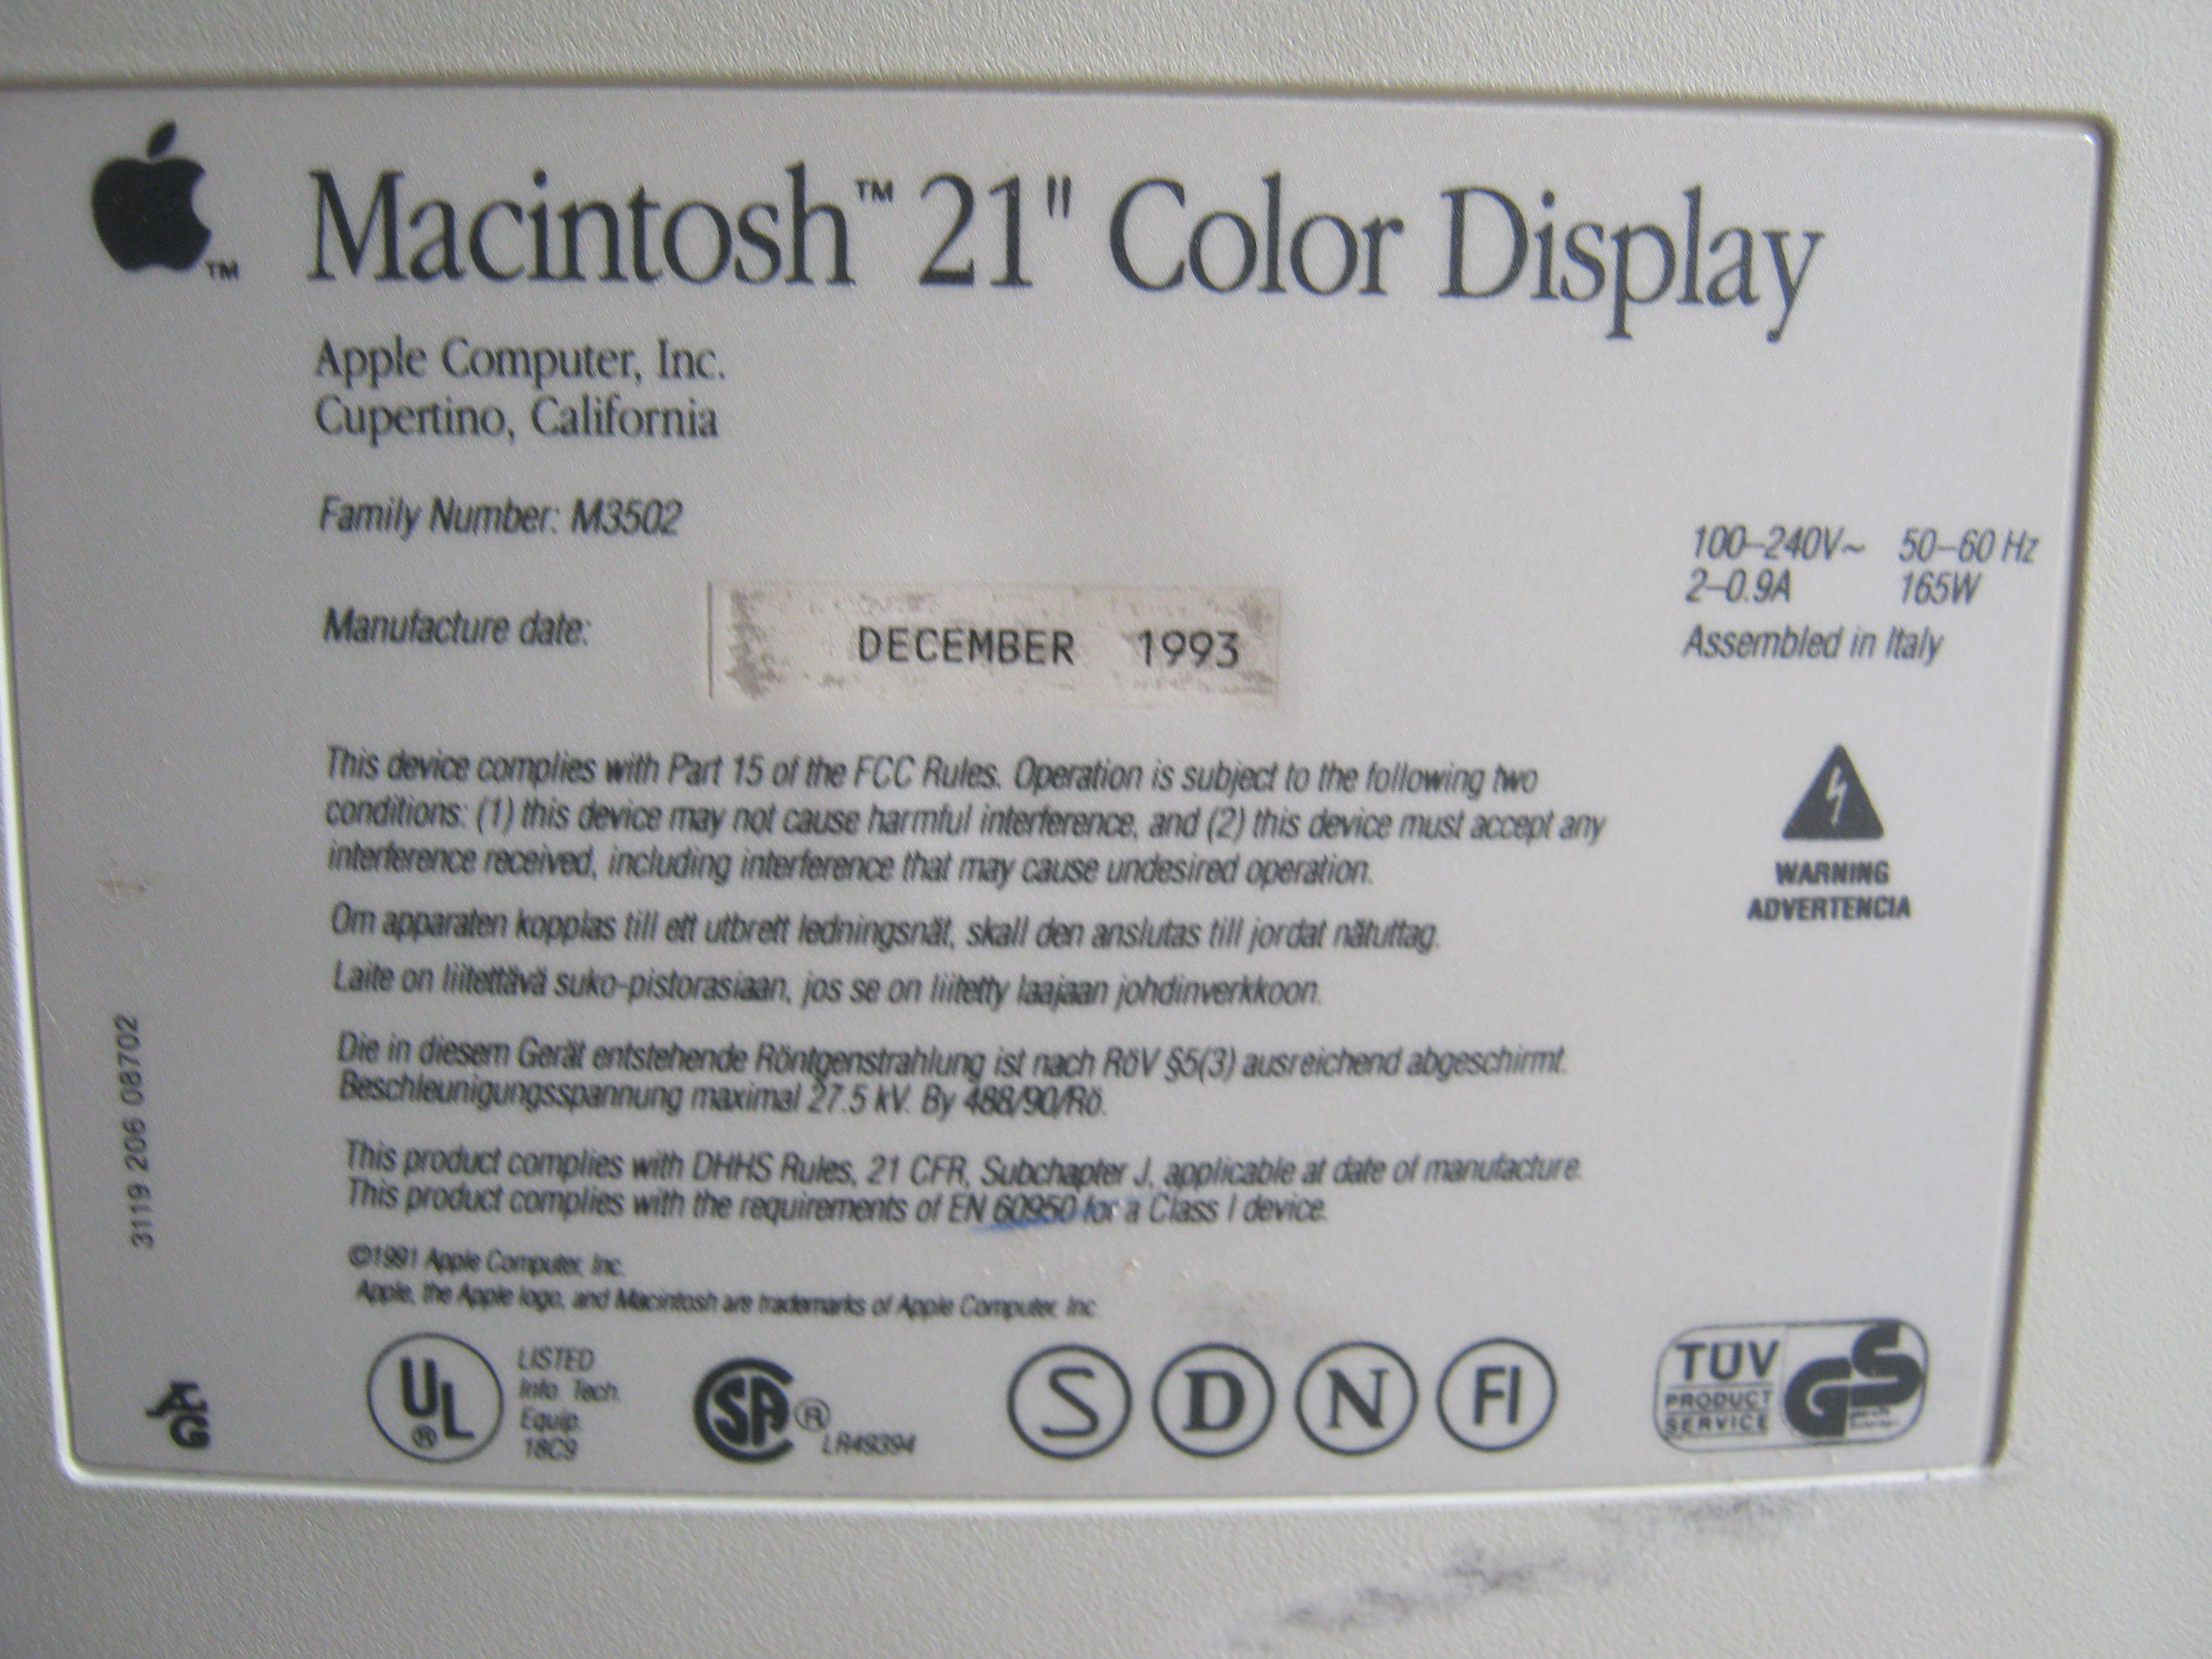 Macintosh™ 21" Color Display
™
Apple Computer, Inc.
Cupertino, California
Family Number: M3502
100–240V~ 50–60 Hz
2–0.9A 165W
Assembled in Italy
Manufacture date: DECEMBER 1993
This device complies with Part 15 of the FCC Rules. Operation is subject to the following two
conditions: (1) this device may not cause harmful interference, and (2) this device must accept any
interference received, including interference that may cause undesired operation.
WARNING
ADVERTENCIA
Om apparaten kopplas till ett utbrett ledningsnät, skall den anslutas till jordat nätuttag.
Laite on liitettävä suko-pistorasiaan, jos se on liitetty laajaan johdinverkkoon.
Die in diesem Gerät entstehende Röntgenstrahlung ist nach RöV §5(3) ausreichend abgeschirmt.
Beschleunigungsspannung maximal 27.5 kV. By 488/90/Rö.
This product complies with DHHS Rules, 21 CFR, Subchapter J, applicable at date of manufacture.
This product complies with the requirements of EN 60950 for a Class I device.
©1991 Apple Computer, Inc.
Apple, the Apple logo, and Macintosh are trademarks of Apple Computer, Inc.
3119 206 08702
UL ®
LISTED
Info. Tech.
Equip.
18C9
SA ® LR49394
S D N FI
TÜV
PRODUCT
SERVICE
GS